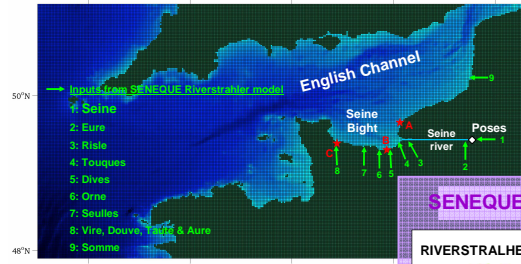 English Channel
Inputs from SENEQUE Riverstrahler model
50°N
1: Seine
2: Eure
3: Risle
4: Touques
5: Dives
6: Orne
7: Seulles
8: Vire, Douve, Taute & Aure
9: Somme
48°N
Seine
Bight
Seine
river
Poses
A
B
C
9
8
7
6
5
4
3
2
1
SENEQUE
RIVERSTRALHE